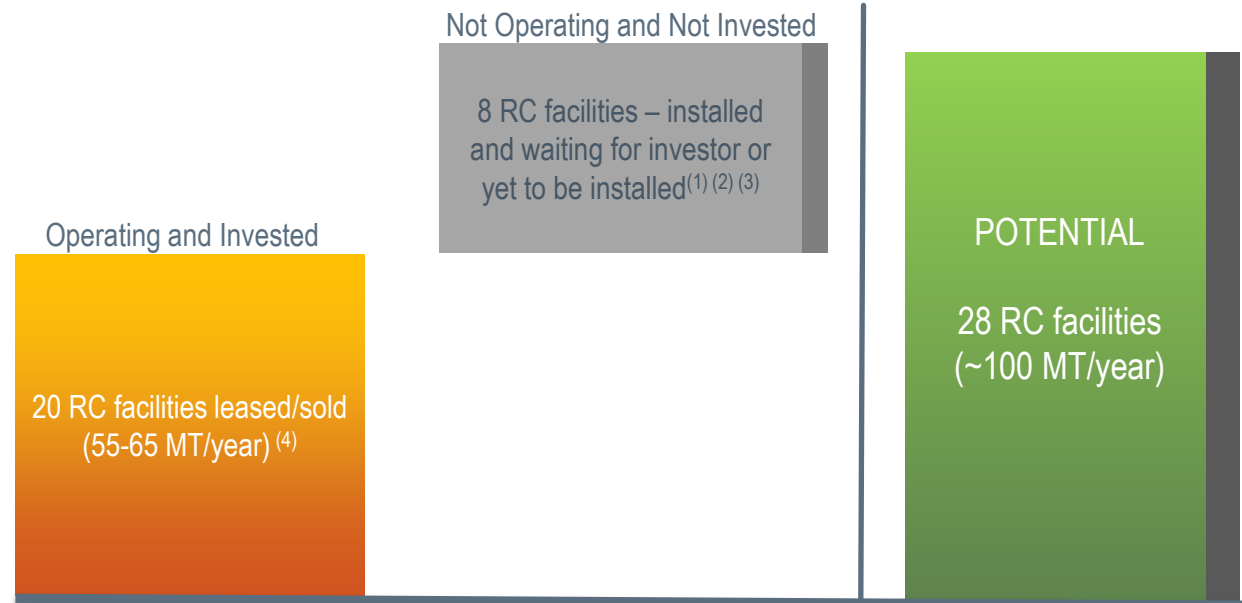 Not Operating and Not Invested
8 RC facilities – installed
and waiting for investor or
yet to be installed(1) (2) (3)
Operating and Invested
20 RC facilities leased/sold
(55-65 MT/year) (4)
POTENTIAL
28 RC facilities
(~100 MT/year)